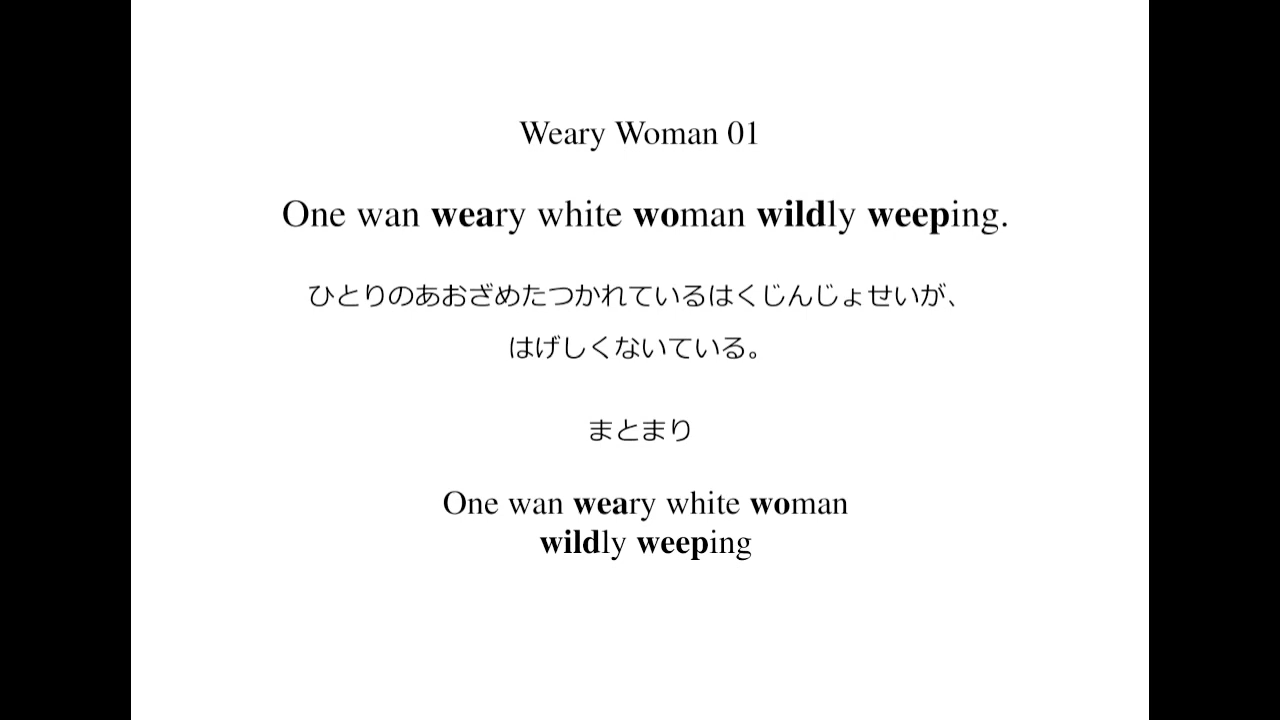 Weary Woman 01
One wan weary white woman wildly weeping.
ひとりのあおざめたつかれているはくじんじょせいが、
はげしくないている。
まとまり
One wan weary white woman
wildly weeping